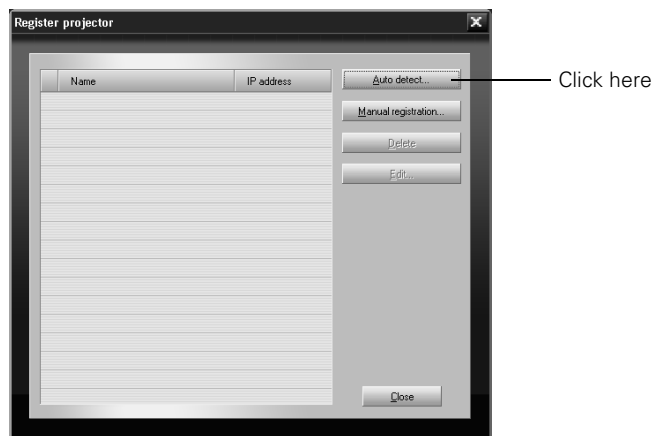 Register projector
Name IP address
Auto detect...
Click here
Manual registration...
Delete
Edit...
Close